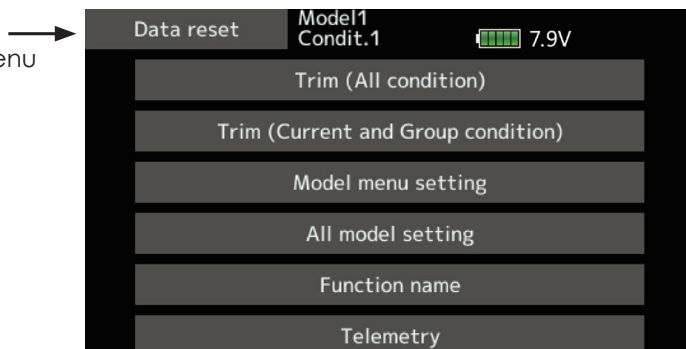 Data reset
Model1
Condit.1
7.9V
enu
Trim (All condition)
Trim (Current and Group condition)
Model menu setting
All model setting
Function name
Telemetry